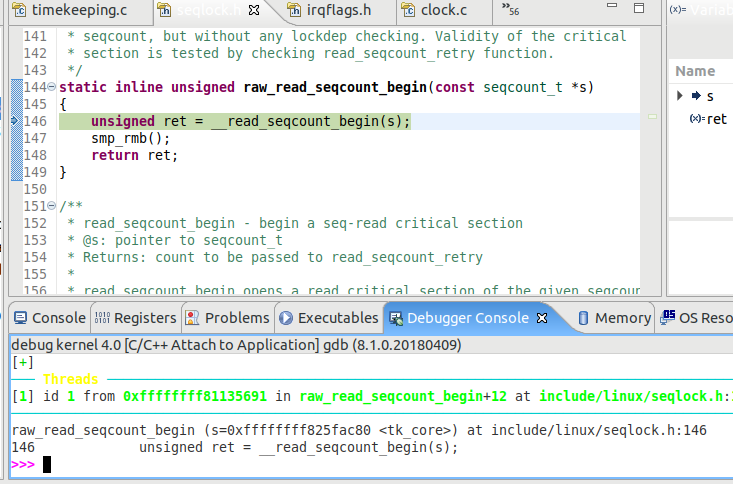 timekeeping.c
seqlock.h
irqflags.h
clock.c
»56
(x)= Variab
141 * seqcount, but without any lockdep checking. Validity of the critical
142 * section is tested by checking read_seqcount_retry function.
143 */
144 static inline unsigned raw_read_seqcount_begin(const seqcount_t *s)
145 {
146 unsigned ret = __read_seqcount_begin(s);
147 smp_rmb();
148 return ret;
149 }
150
151 /**
152 * read_seqcount_begin - begin a seq-read critical section
153 * @s: pointer to seqcount_t
154 * Returns: count to be passed to read_seqcount_retry
155 *
156 * read_seqcount_begin opens a read critical section of the given seqcou
Name
s
(x)= ret
Console
Registers
Problems
Executables
Debugger Console
Memory
OS Reso
debug kernel 4.0 [C/C++ Attach to Application] gdb (8.1.0.20180409)
[+]
Threads
[1] id 1 from 0xffffffff81135691 in raw_read_seqcount_begin+12 at include/linux/seqlock.h:1
raw_read_seqcount_begin (s=0xffffffff825fac80 <tk_core>) at include/linux/seqlock.h:146
146 unsigned ret = __read_seqcount_begin(s);
>>>